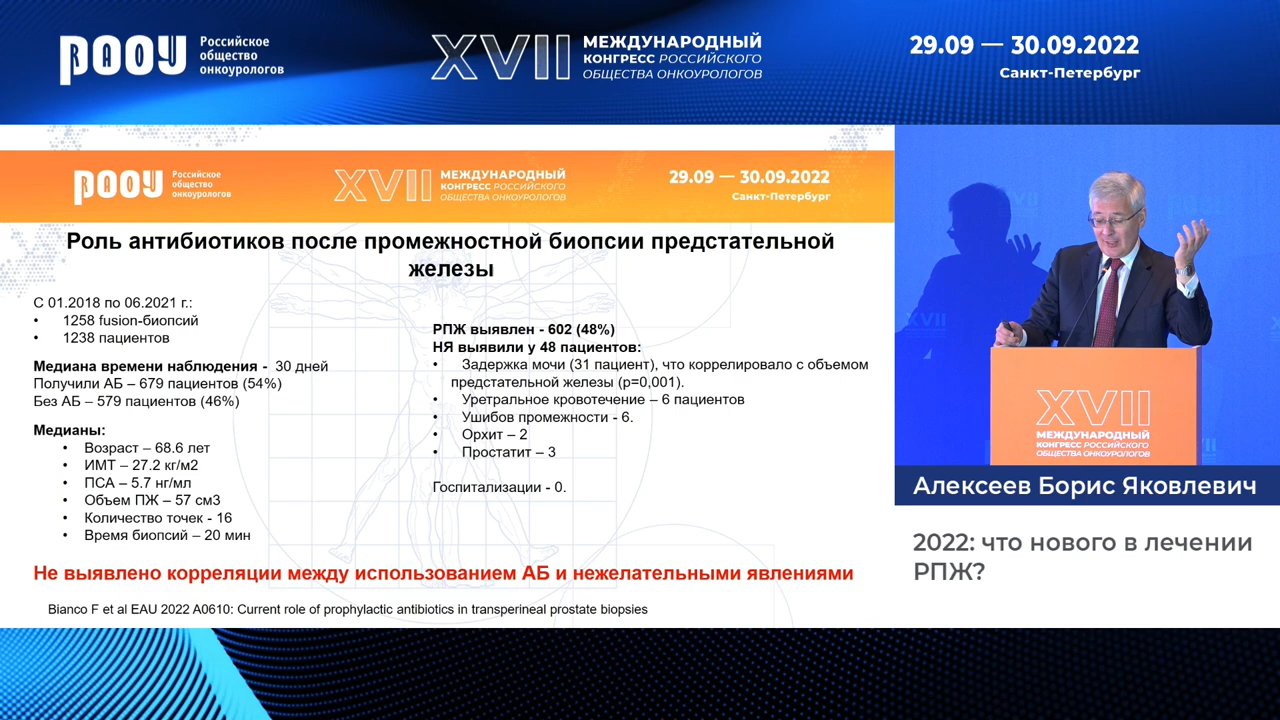 РООУ
Российское
общество
онкоурологов
XVII
МЕЖДУНАРОДНЫЙ
КОНГРЕСС РОССИЙСКОГО
ОБЩЕСТВА ОНКОУРОЛОГОВ
29.09 — 30.09.2022
Санкт-Петербург
РООУ
Российское
общество
онкоурологов
XVII
МЕЖДУНАРОДНЫЙ
КОНГРЕСС РОССИЙСКОГО
ОБЩЕСТВА ОНКОУРОЛОГОВ
29.09 — 30.09.2022
Санкт-Петербург
Роль антибиотиков после промежностной биопсии предстательной
железы
С 01.2018 по 06.2021 г.:
• 1258 fusion-биопсий
• 1238 пациентов
Медиана времени наблюдения - 30 дней
Получили АБ – 679 пациентов (54%)
Без АБ – 579 пациентов (46%)
Медианы:
• Возраст – 68.6 лет
• ИМТ – 27.2 кг/м2
• ПСА – 5.7 нг/мл
• Объем ПЖ – 57 см3
• Количество точек - 16
• Время биопсий – 20 мин
РПЖ выявлен - 602 (48%)
НЯ выявили у 48 пациентов:
• Задержка мочи (31 пациент), что коррелировало с объемом
предстательной железы (p=0,001).
• Уретральное кровотечение – 6 пациентов
• Ушибов промежности - 6.
• Орхит – 2
• Простатит – 3
Госпитализации - 0.
Не выявлено корреляции между использованием АБ и нежелательными явлениями
Bianco F et al EAU 2022 A0610: Current role of prophylactic antibiotics in transperineal prostate biopsies
XVII
МЕЖДУНАРОДНЫЙ
КОНГРЕСС РОССИЙСКОГО
ОБЩЕСТВА ОНКОУРОЛОГОВ
Алексеев Борис Яковлевич
2022: что нового в лечении
РПЖ?